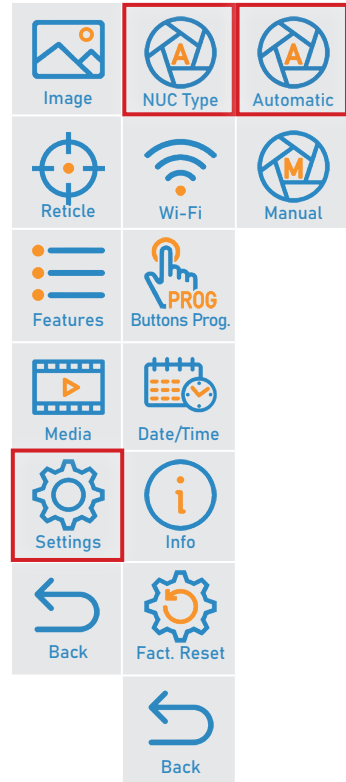 Image
A
NUC Type
A
Automatic
Reticle
Wi-Fi
M
Manual
Features
PROG
Buttons Prog.
Media
Date/Time
Settings
i
Info
Back
Fact. Reset
Back